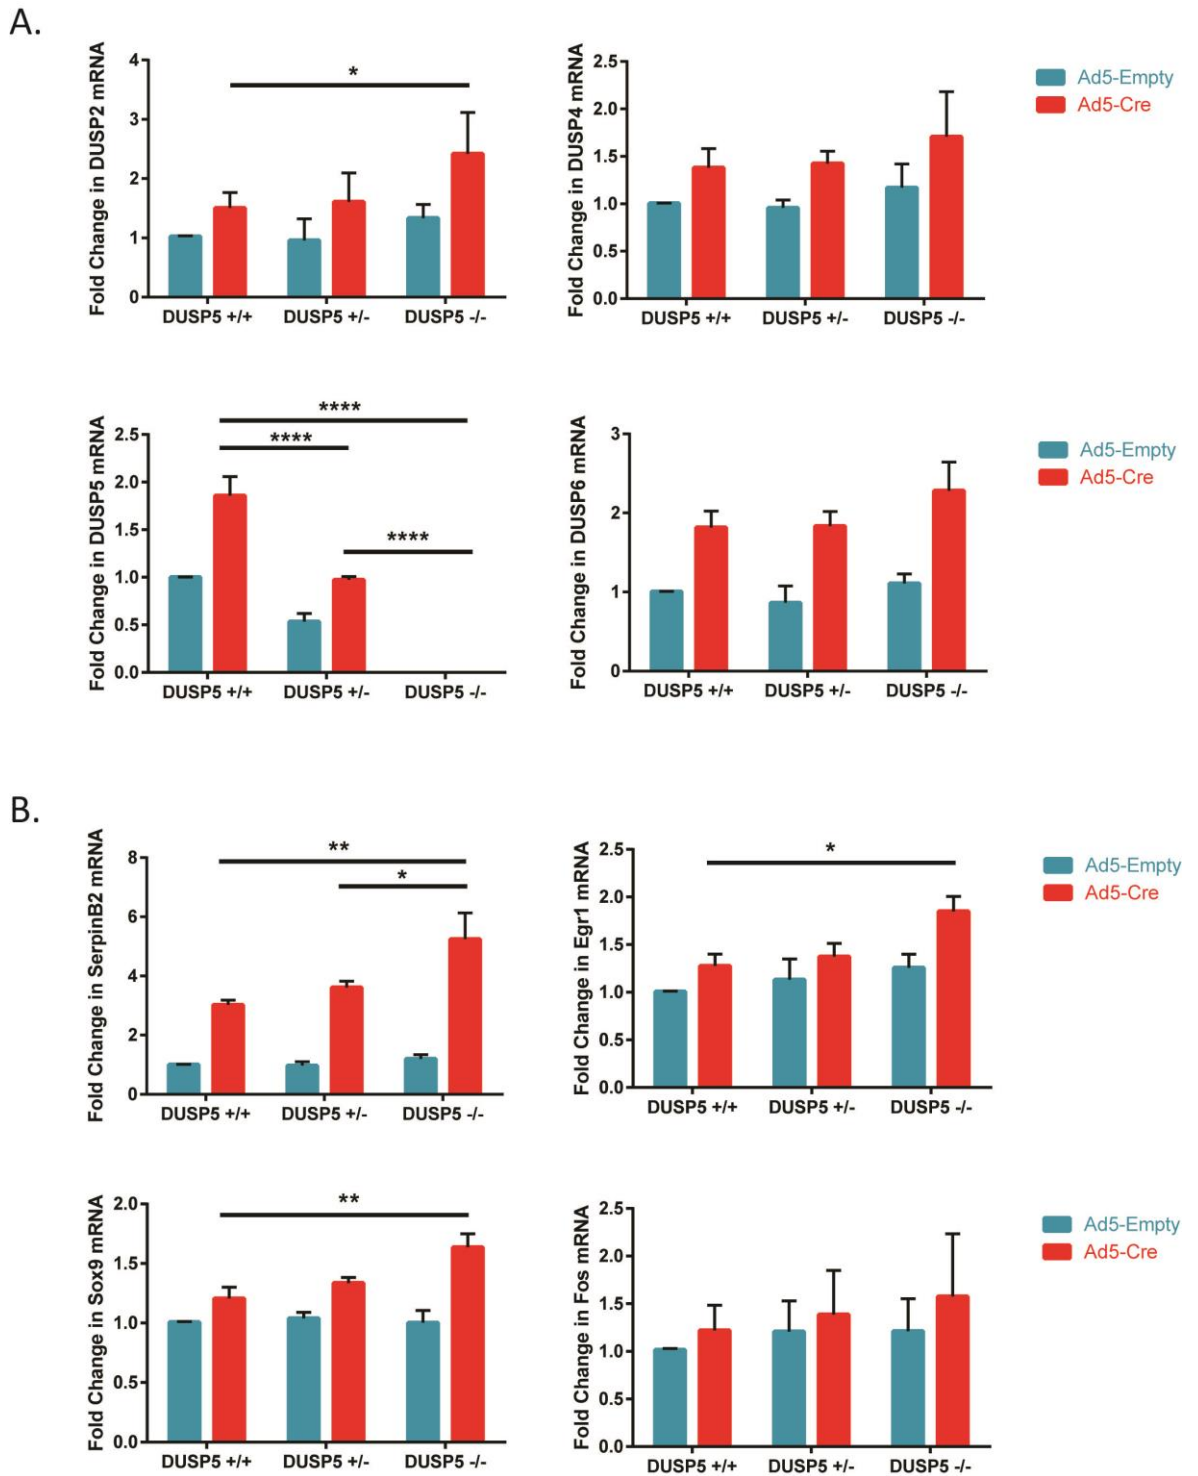 A.
Fold Change in DUSP2 mRNA
4
3
2
1
0
*
DUSP5 +/+ DUSP5 +/- DUSP5 -/-
Fold Change in DUSP4 mRNA
2.5
2.0
1.5
1.0
0.5
0.0
DUSP5 +/+ DUSP5 +/- DUSP5 -/-
Ad5-Empty
Ad5-Cre
Fold Change in DUSP5 mRNA
2.5
2.0
1.5
1.0
0.5
0.0
****
****
****
DUSP5 +/+ DUSP5 +/- DUSP5 -/-
Fold Change in DUSP6 mRNA
3
2
1
0
DUSP5 +/+ DUSP5 +/- DUSP5 -/-
Ad5-Empty
Ad5-Cre
B.
Fold Change in SerpinB2 mRNA
8
6
4
2
0
**
*
DUSP5 +/+ DUSP5 +/- DUSP5 -/-
Fold Change in Egr1 mRNA
2.5
2.0
1.5
1.0
0.5
0.0
*
DUSP5 +/+ DUSP5 +/- DUSP5 -/-
Ad5-Empty
Ad5-Cre
Fold Change in Sox9 mRNA
2.0
1.5
1.0
0.5
0.0
**
DUSP5 +/+ DUSP5 +/- DUSP5 -/-
Fold Change in Fos mRNA
2.5
2.0
1.5
1.0
0.5
0.0
DUSP5 +/+ DUSP5 +/- DUSP5 -/-
Ad5-Empty
Ad5-Cre